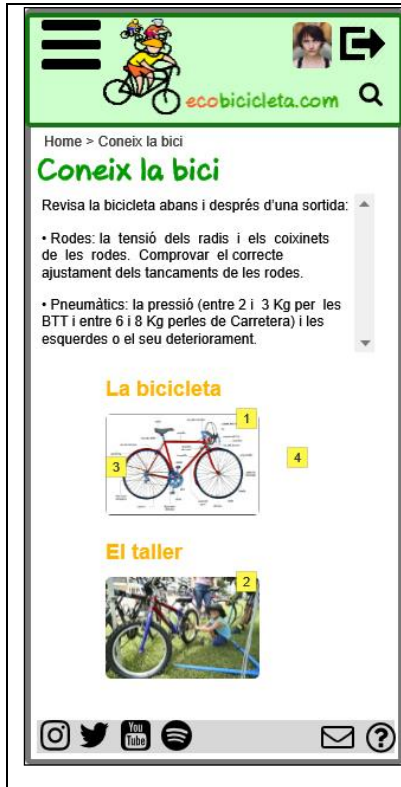 ecobicicleta.com
Home > Coneix la bici
Coneix la bici
Revisa la bicicleta abans i després d'una sortida:
• Rodes: la tensió dels radis i els coixinets
de les rodes. Comprovar el correcte
ajustament dels tancaments de les rodes.
• Pneumàtics: la pressió (entre 2 i 3 Kg per les
BTT i entre 6 i 8 Kg perles de Carretera) i les
esquerdes o el seu deteriorament.
La bicicleta
1
3
4
El taller
2
You
Tube
?